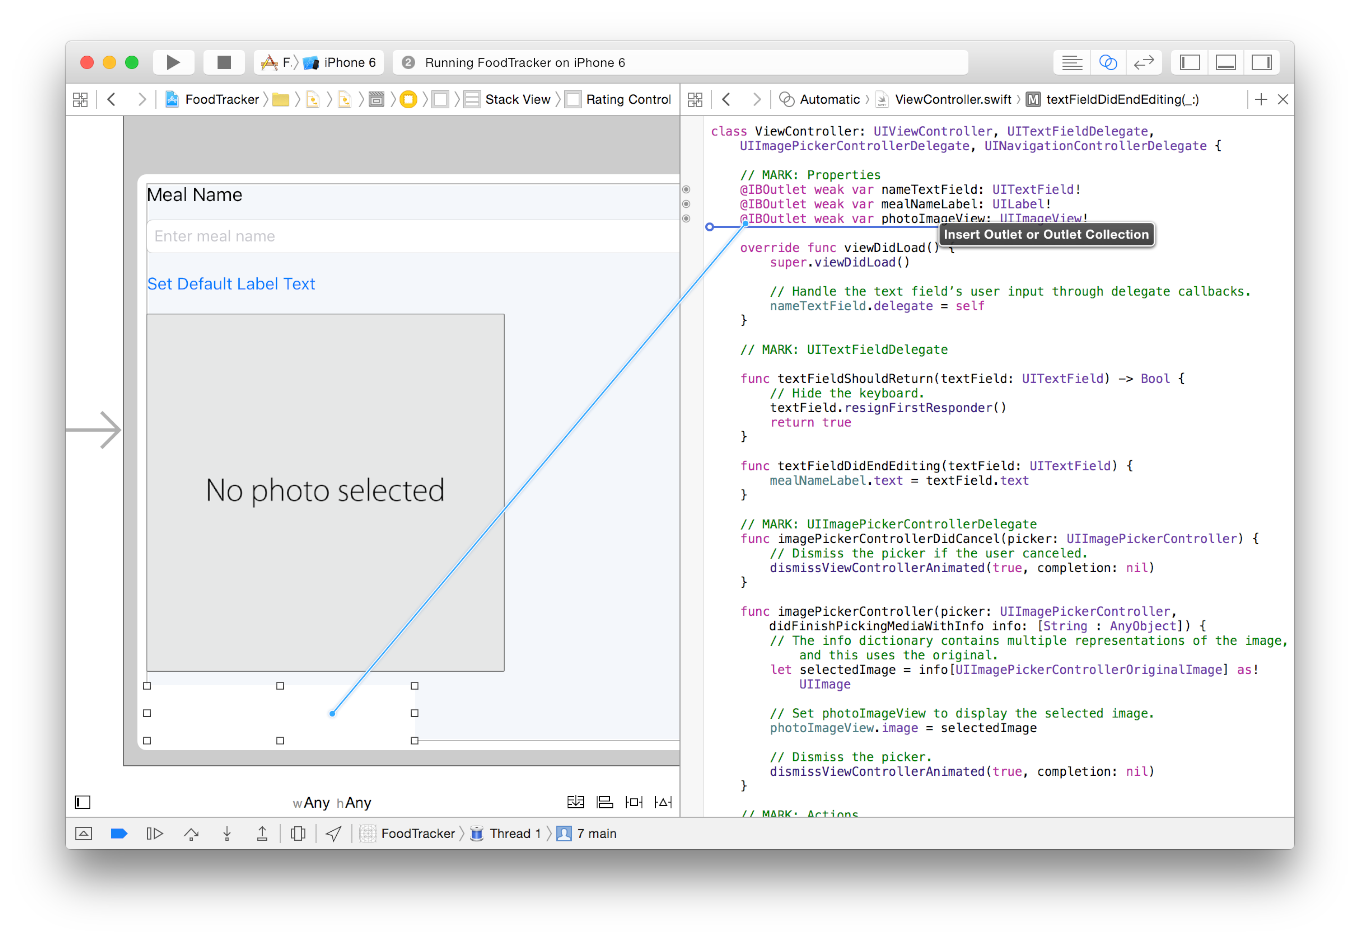 F. iPhone 6
2 Running FoodTracker on iPhone 6
FoodTracker Stack View Rating Control
Automatic ViewController.swift M textFieldDidEndEditing(_:)
Meal Name
Enter meal name
Set Default Label Text
No photo selected
wAny hAny
class ViewController: UIViewController, UITextFieldDelegate,
UIImagePickerControllerDelegate, UINavigationControllerDelegate {
// MARK: Properties
@IBOutlet weak var nameTextField: UITextField!
@IBOutlet weak var mealNameLabel: UILabel!
@IBOutlet weak var photoImageView: UIImageView!
Insert Outlet or Outlet Collection
override func viewDidLoad() {
super.viewDidLoad()
// Handle the text field’s user input through delegate callbacks.
nameTextField.delegate = self
}
// MARK: UITextFieldDelegate
func textFieldShouldReturn(textField: UITextField) -> Bool {
// Hide the keyboard.
textField.resignFirstResponder()
return true
}
func textFieldDidEndEditing(textField: UITextField) {
mealNameLabel.text = textField.text
}
// MARK: UIImagePickerControllerDelegate
func imagePickerControllerDidCancel(picker: UIImagePickerController) {
// Dismiss the picker if the user canceled.
dismissViewControllerAnimated(true, completion: nil)
}
func imagePickerController(picker: UIImagePickerController,
didFinishPickingMediaWithInfo info: [String : AnyObject]) {
// The info dictionary contains multiple representations of the image,
and this uses the original.
let selectedImage = info[UIImagePickerControllerOriginalImage] as!
UIImage
// Set photoImageView to display the selected image.
photoImageView.image = selectedImage
// Dismiss the picker.
dismissViewControllerAnimated(true, completion: nil)
}
// MARK: Actions
FoodTracker Thread 1 7 main